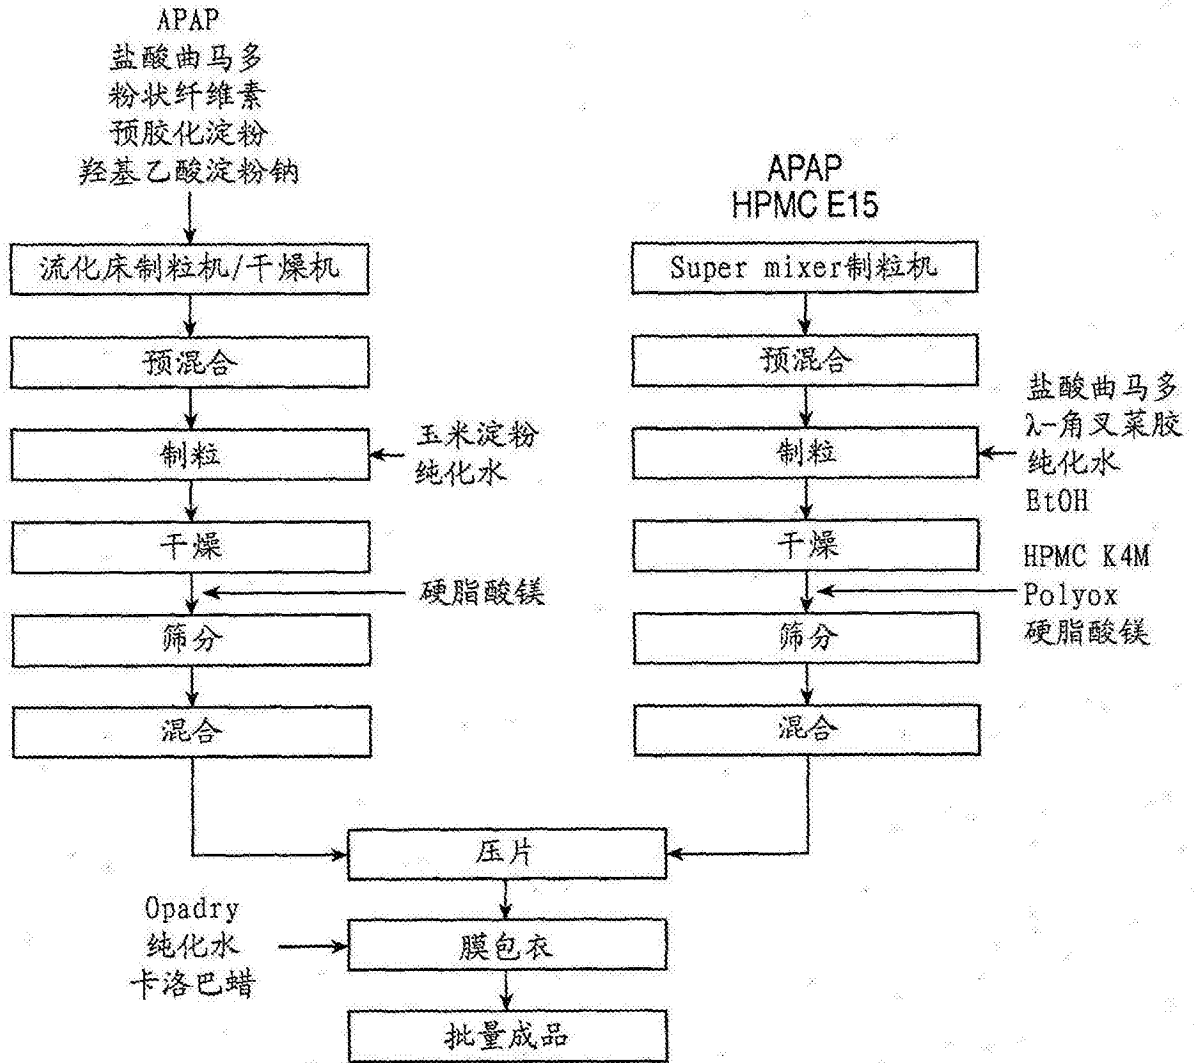 APAP
盐酸曲马多
粉状纤维素
预胶化淀粉
羟基乙酸淀粉钠
流化床制粒机/干燥机
预混合
制粒
玉米淀粉
纯化水
干燥
硬脂酸镁
筛分
混合
APAP
HPMC E15
Super mixer制粒机
预混合
制粒
盐酸曲马多
λ-角叉菜胶
纯化水
EtOH
干燥
HPMC K4M
Polyox
硬脂酸镁
筛分
混合
压片
Opadry
纯化水
卡洛巴蜡
膜包衣
批量成品